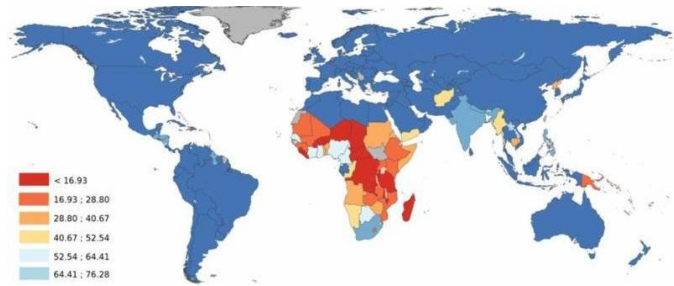 < 16.93
16.93 ; 28.80
28.80 ; 40.67
40.67 ; 52.54
52.54 ; 64.41
64.41 ; 76.28